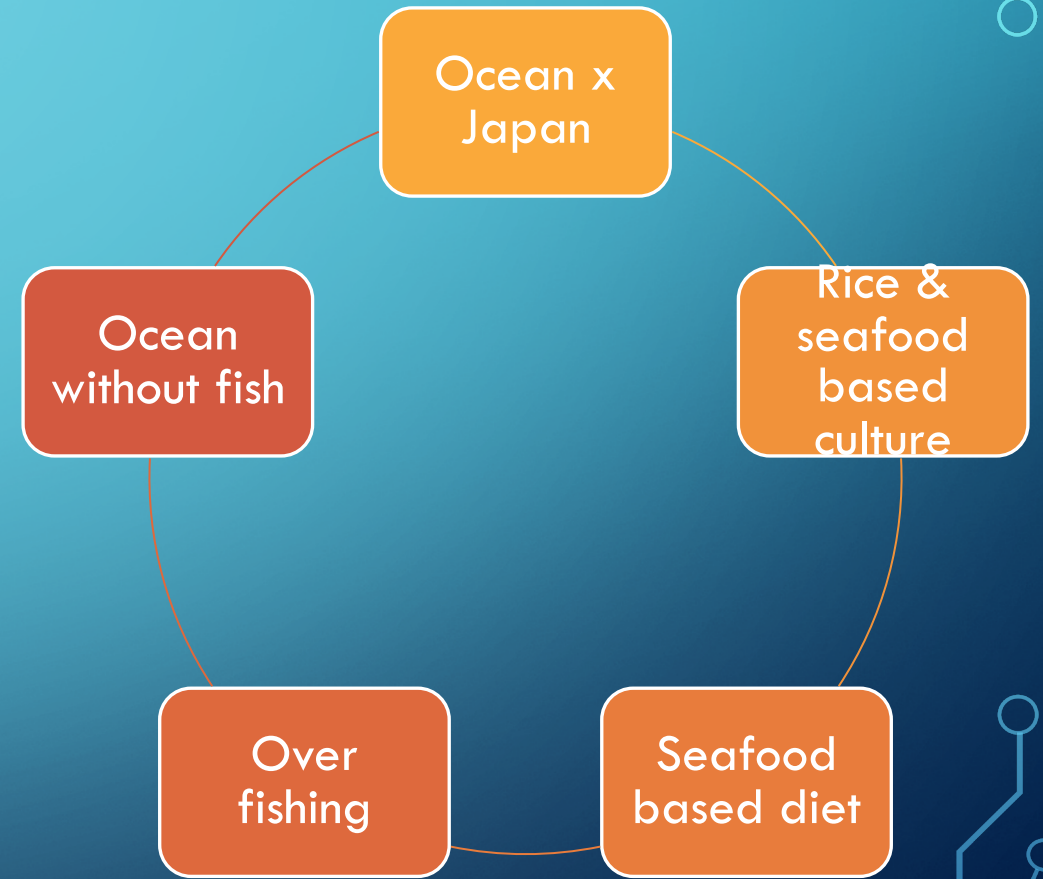 Ocean x
Japan
Rice &
seafood
based
culture
Seafood
based diet
Over
fishing
Ocean
without fish